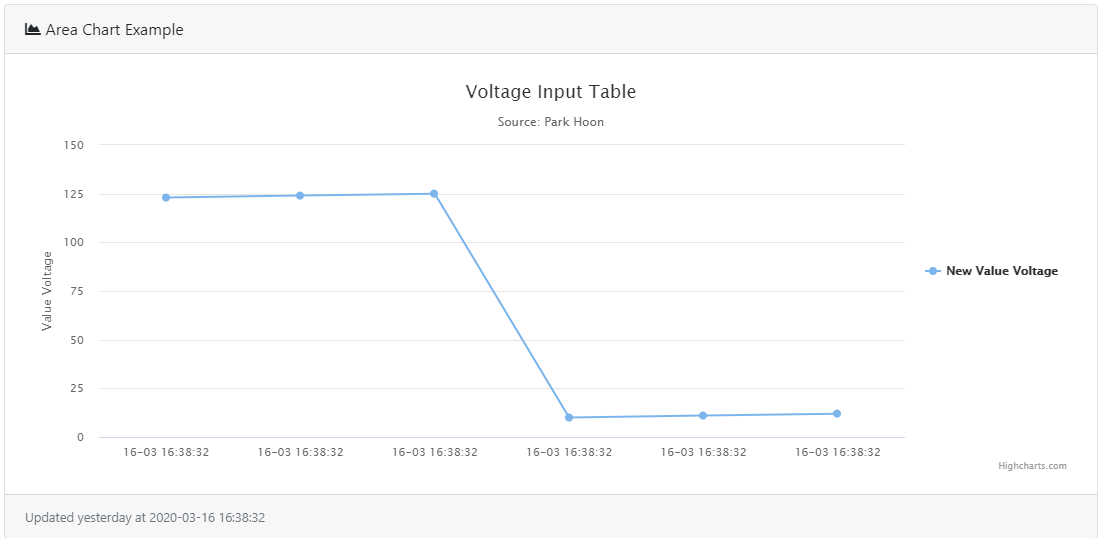 Area Chart Example
Voltage Input Table
Source: Park Hoon
150
125
100
75
50
25
0
Value Voltage
16-03 16:38:32 16-03 16:38:32 16-03 16:38:32 16-03 16:38:32 16-03 16:38:32 16-03 16:38:32
New Value Voltage
Highcharts.com
Updated yesterday at 2020-03-16 16:38:32